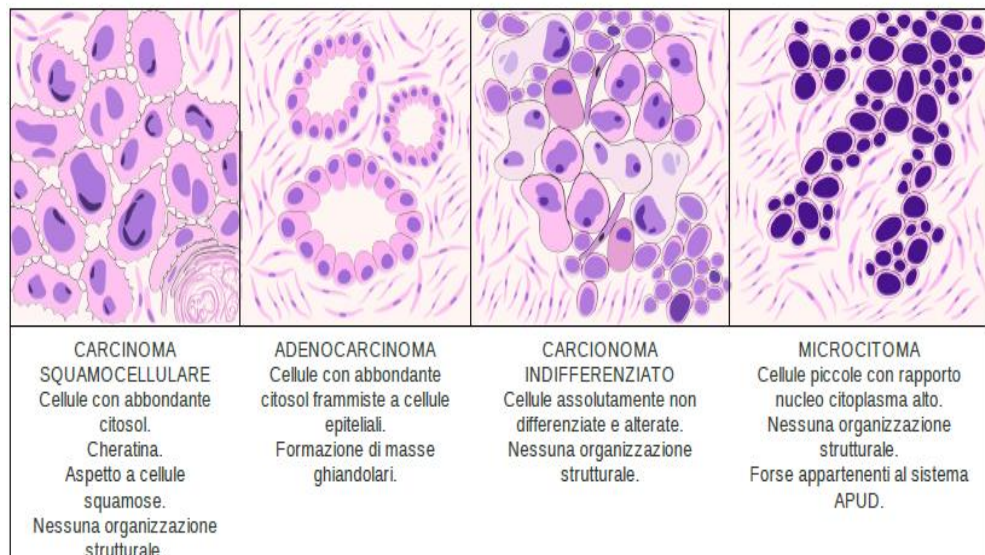 CARCINOMA
SQUAMOCELLULARE
Cellule con abbondante
citosol.
Cheratina.
Aspetto a cellule
squamose.
Nessuna organizzazione
strutturale
ADENOCARCINOMA
Cellule con abbondante
citosol frammiste a cellule
epiteliali.
Formazione di masse
ghiandolari.
CARCIONOMA
INDIFFERENZIATO
Cellule assolutamente non
differenziate e alterate.
Nessuna organizzazione
strutturale.
MICROCITOMA
Cellule piccole con rapporto
nucleo citoplasma alto.
Nessuna organizzazione
strutturale.
Forse appartenenti al sistema
APUD.